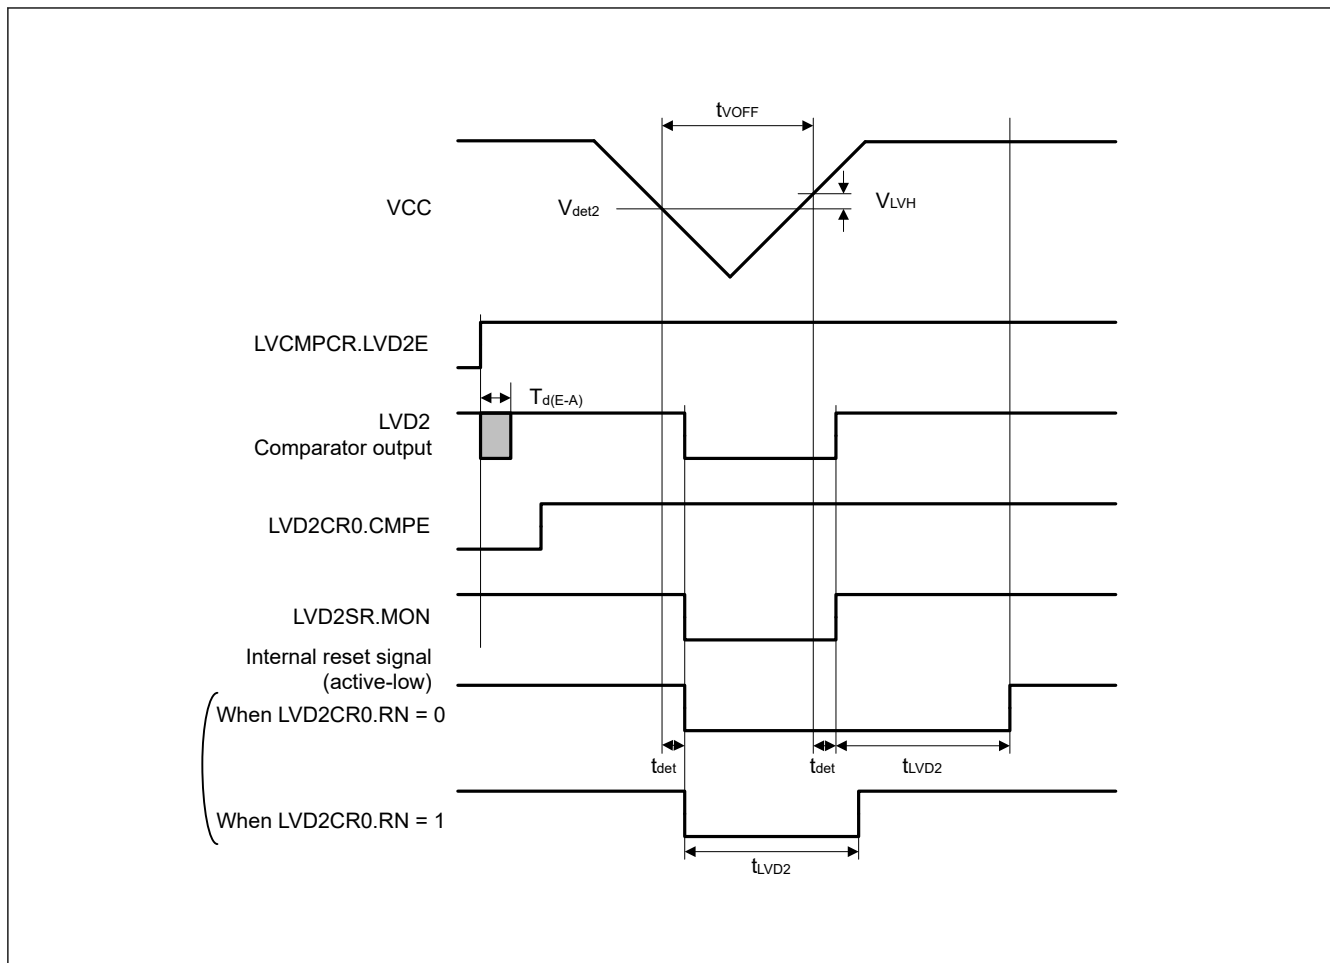 tVOFF
VCC
Vdet2
VLVH
LVCMPCR.LVD2E
Td(E-A)
LVD2
Comparator output
LVD2CR0.CMPE
LVD2SR.MON
Internal reset signal
(active-low)
When LVD2CR0.RN = 0
tdet
tdet
tLVD2
When LVD2CR0.RN = 1
tLVD2